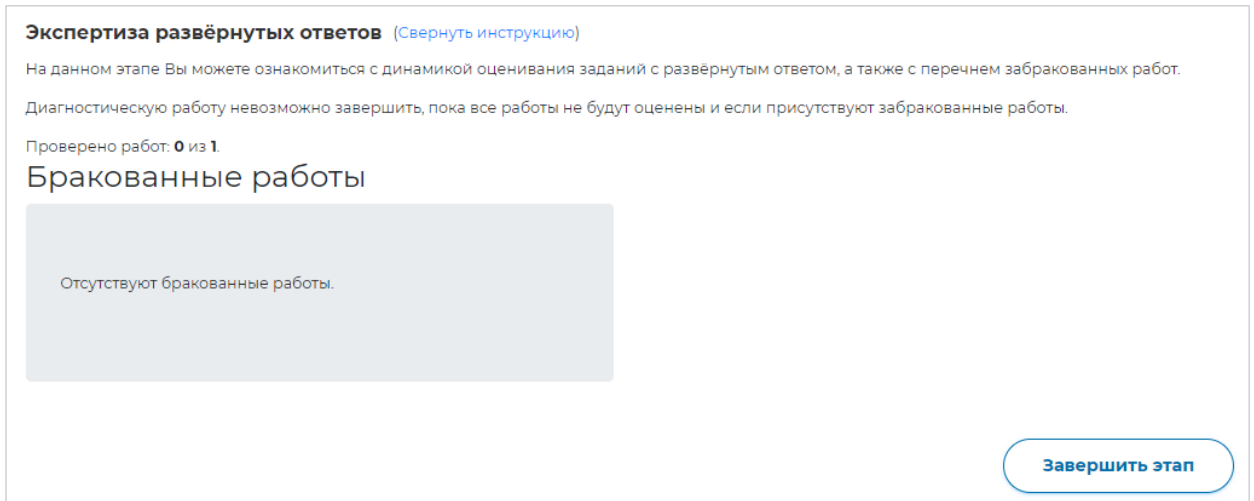 Экспертиза развёрнутых ответов (Свернуть инструкцию)
На данном этапе Вы можете ознакомиться с динамикой оценивания заданий с развёрнутым ответом, а также с перечнем забракованных работ.
Диагностическую работу невозможно завершить, пока все работы не будут оценены и если присутствуют забракованные работы.
Проверено работ: 0 из 1.
Бракованные работы
Отсутствуют бракованные работы.
Завершить этап